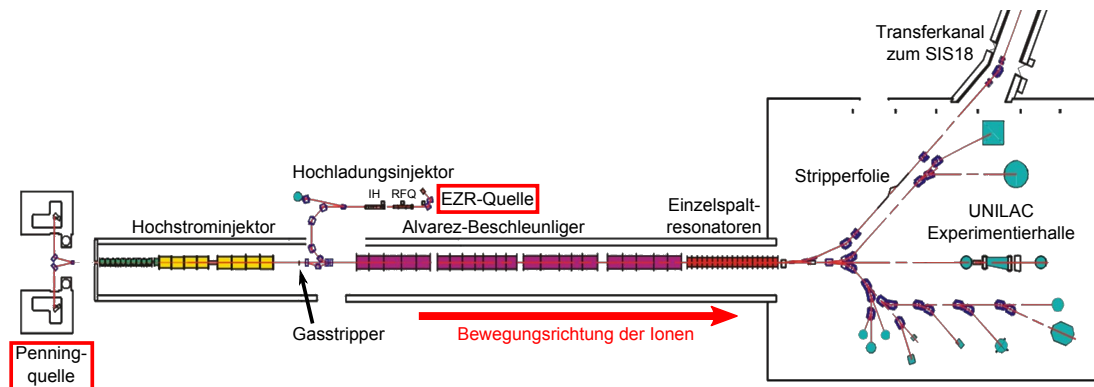 Transferkanal
zum SIS18
Hochladungsinjektor
IH RFQ
EZR-Quelle
Stripperfolie
Hochstrominjektor
Alvarez-Beschleunliger
Einzelspalt-
resonatoren
UNILAC
Experimentierhalle
Gasstripper
Bewegungsrichtung der Ionen
Penning-
quelle